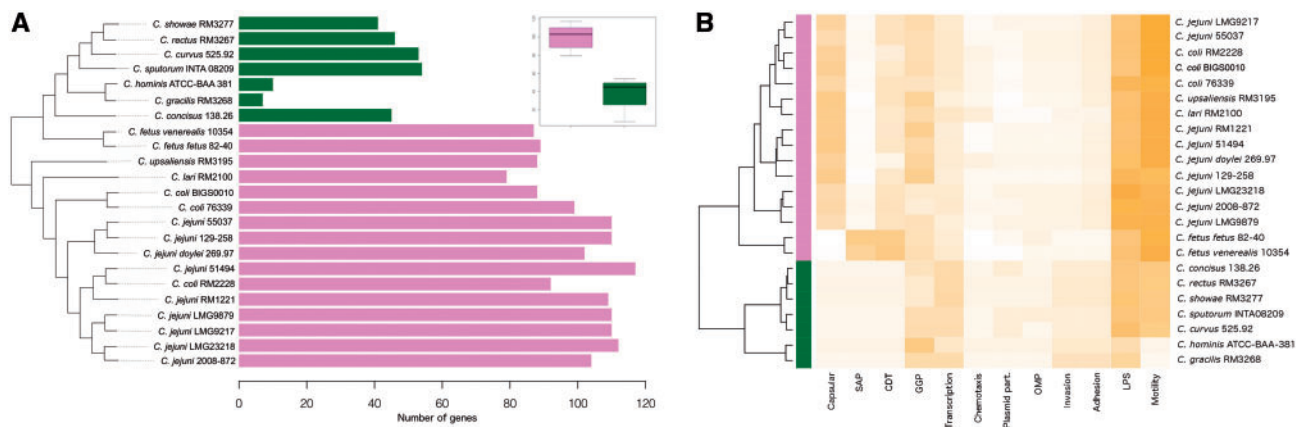 A
C. showae RM3277
C. rectus RM3267
C. curvus 525.92
C. sputorum INTA 08209
C. hominis ATCC-BAA 381
C. gracilis RM3268
C. concisus 138.26
C. fetus venerealis 10354
C. fetus fetus 82-40
C. upsaliensis RM3195
C. lari RM2100
C. coli BIGS0010
C. coli 76339
C. jejuni 55037
C. jejuni 129-258
C. jejuni doylei 269.97
C. jejuni 51494
C. coli RM2228
C. jejuni RM1221
C. jejuni LMG9879
C. jejuni LMG9217
C. jejuni LMG23218
C. jejuni 2008-872
0 20 40 60 80 100 120
Number of genes
B
C. jejuni LMG9217
C. jejuni 55037
C. coli RM2228
C. coli BIGS0010
C. coli 76339
C. upsaliensis RM3195
C. lari RM2100
C. jejuni RM1221
C. jejuni 51494
C. jejuni doylei 269.97
C. jejuni 129-258
C. jejuni LMG23218
C. jejuni 2008-872
C. jejuni LMG9879
C. fetus fetus 82-40
C. fetus venerealis 10354
C. concisus 138.26
C. rectus RM3267
C. showae RM3277
C. sputorum INTA08209
C. curvus 525.92
C. hominis ATCC-BAA-381
C. gracilis RM3268
Capsular
SAP
CDT
GGP
Transcription
Chemotaxis
Plasmid part.
OMP
Invasion
Adhesion
LPS
Motility